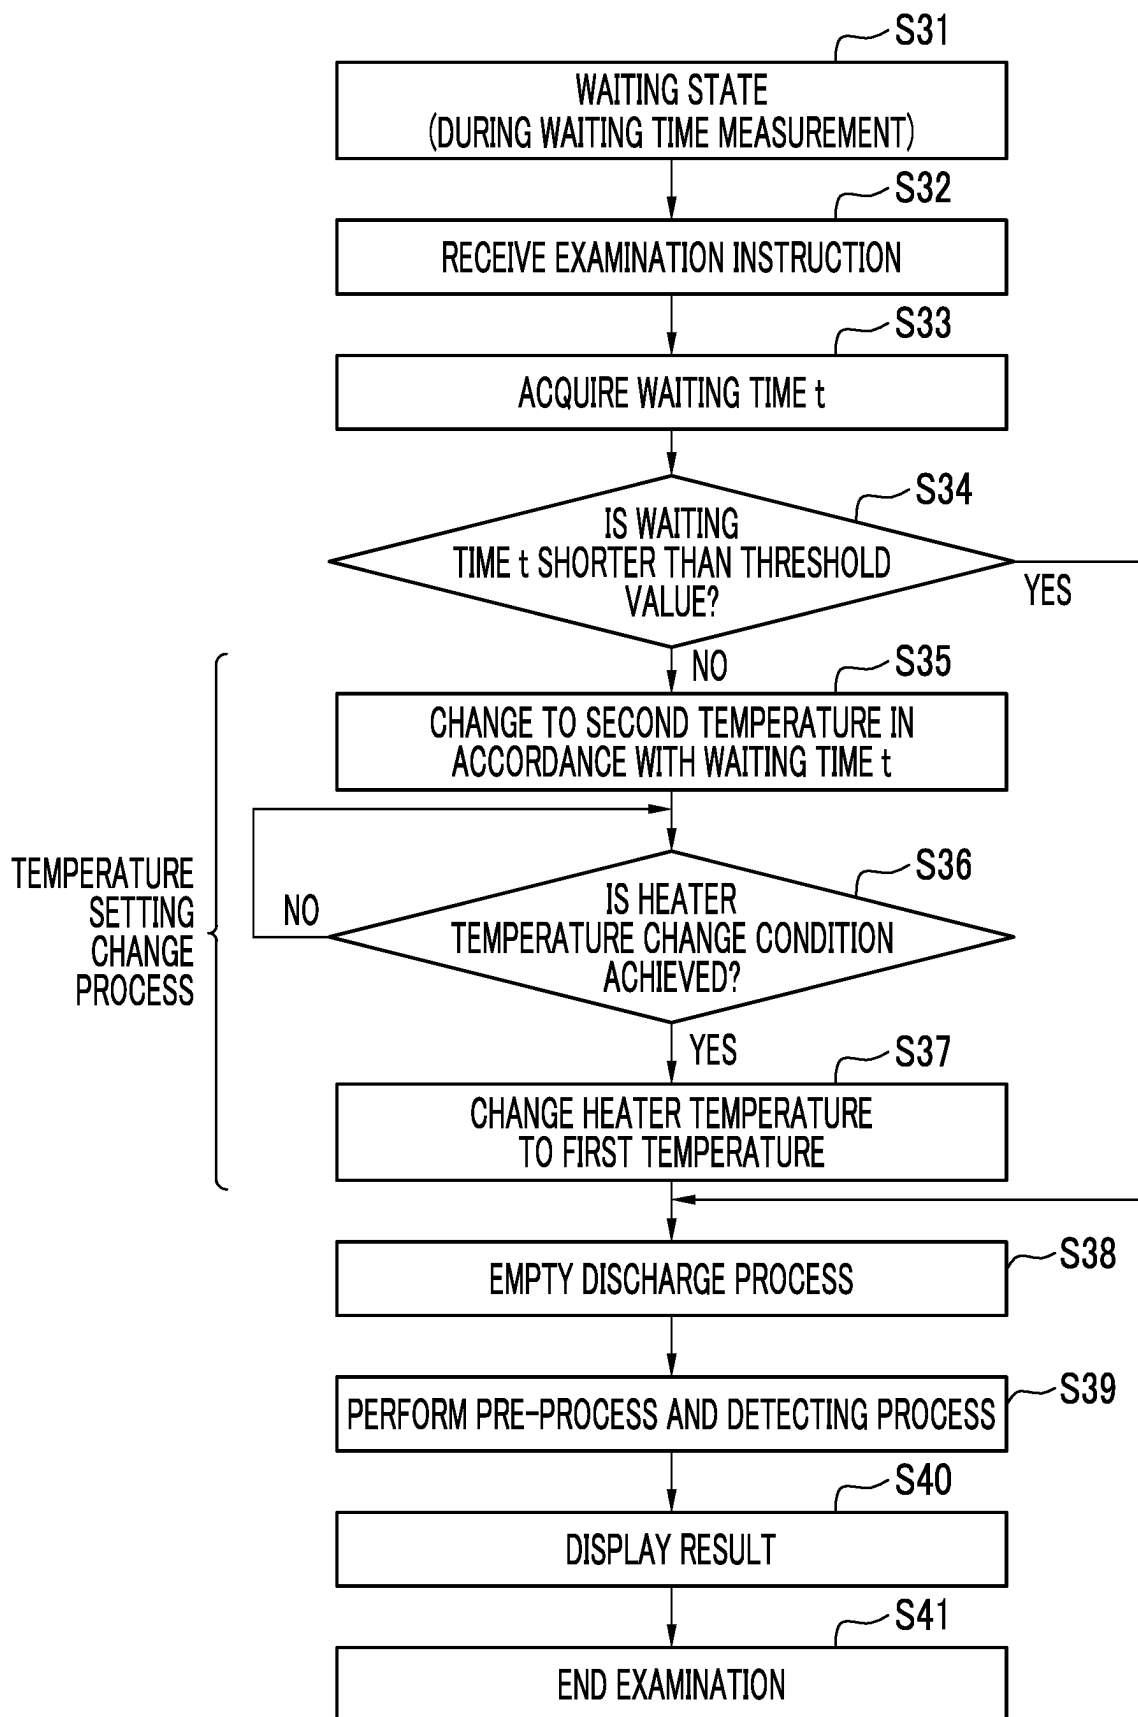 S31
WAITING STATE
(DURING WAITING TIME MEASUREMENT)
S32
RECEIVE EXAMINATION INSTRUCTION
S33
ACQUIRE WAITING TIME t
S34
IS WAITING
TIME t SHORTER THAN THRESHOLD
VALUE?
YES
NO
S35
CHANGE TO SECOND TEMPERATURE IN
ACCORDANCE WITH WAITING TIME t
TEMPERATURE
SETTING
CHANGE
PROCESS
S36
IS HEATER
TEMPERATURE CHANGE CONDITION
ACHIEVED?
NO
YES
S37
CHANGE HEATER TEMPERATURE
TO FIRST TEMPERATURE
S38
EMPTY DISCHARGE PROCESS
S39
PERFORM PRE-PROCESS AND DETECTING PROCESS
S40
DISPLAY RESULT
S41
END EXAMINATION